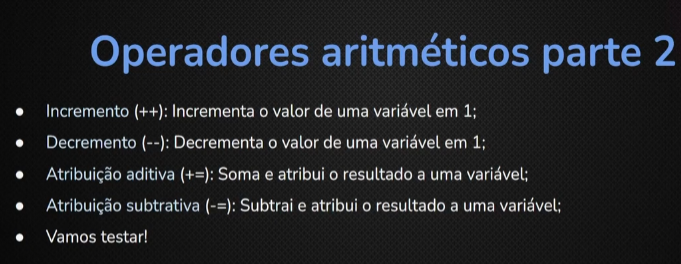 Operadores aritméticos parte 2
● Incremento (++): Incrementa o valor de uma variável em 1;
● Decremento (--): Decrementa o valor de uma variável em 1;
● Atribuição aditiva (+=): Soma e atribui o resultado a uma variável;
● Atribuição subtrativa (-=): Subtrai e atribui o resultado a uma variável;
● Vamos testar!